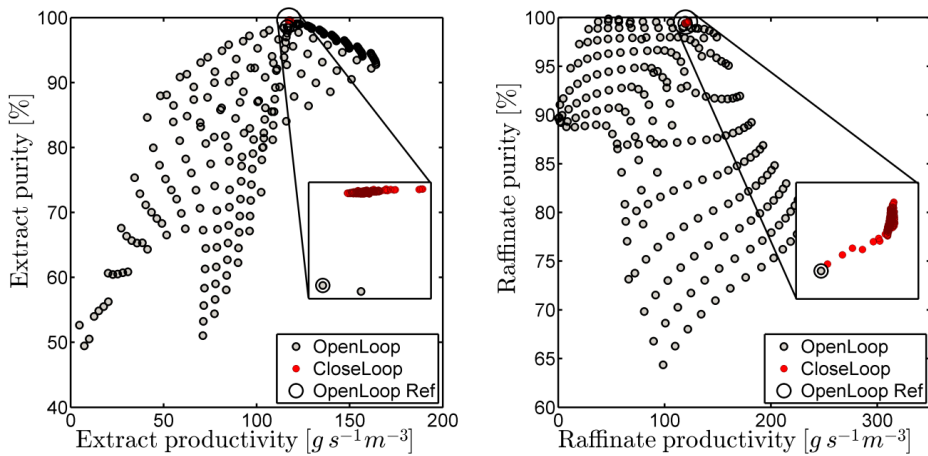 100
90
80
70
60
50
40
Extract purity [%]
0
50
100
150
200
Extract productivity [g s−1m−3]
OpenLoop
CloseLoop
OpenLoop Ref
100
95
90
85
80
75
70
65
60
Raffinate purity [%]
0
100
200
300
Raffinate productivity [g s−1m−3]
OpenLoop
CloseLoop
OpenLoop Ref